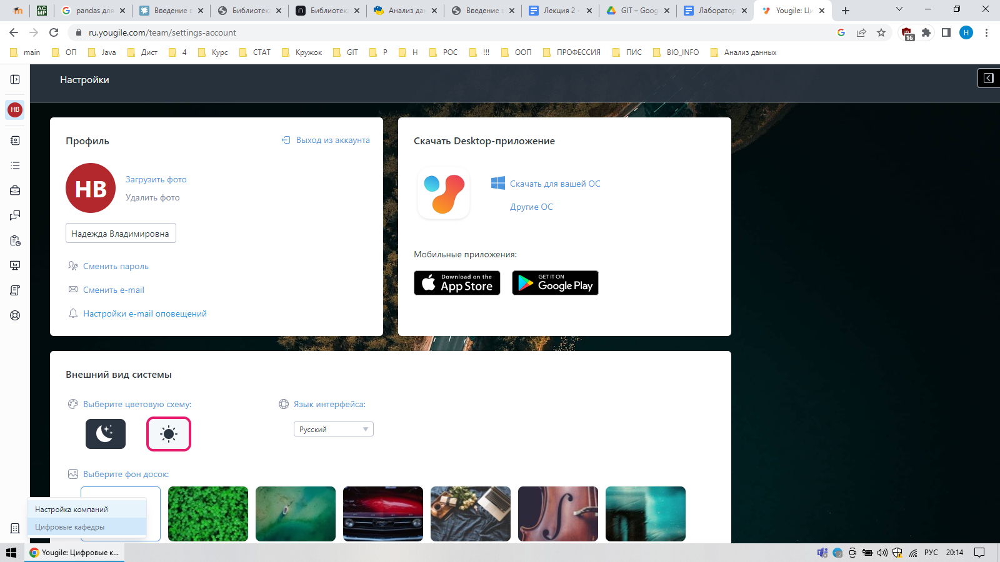 pandas для
Введение в
Библиотек
Библиотек
Анализ дан
Введение в
Лекция 2 -
GIT – Goog
Лаборатор
Yougile: Ци
ru.yougile.com/team/settings-account
16
Н
main
ОП
Java
Дист
4
Курс
СТАТ
Кружок
GIT
Р
Н
РОС
!!!
ООП
ПРОФЕССИЯ
ПИС
BIO_INFO
Анализ данных
Настройки
НВ
Профиль
Выход из аккаунта
НВ
Загрузить фото
Удалить фото
Надежда Владимировна
Сменить пароль
Сменить e-mail
Настройки e-mail оповещений
Скачать Desktop-приложение
Скачать для вашей ОС
Другие ОС
Мобильные приложения:
Download on the
App Store
GET IT ON
Google Play
Внешний вид системы
Выберите цветовую схему:
Язык интерфейса:
Русский
Выберите фон досок:
Настройка компаний
Цифровые кафедры
Yougile: Цифровые к...
РУС
20:14